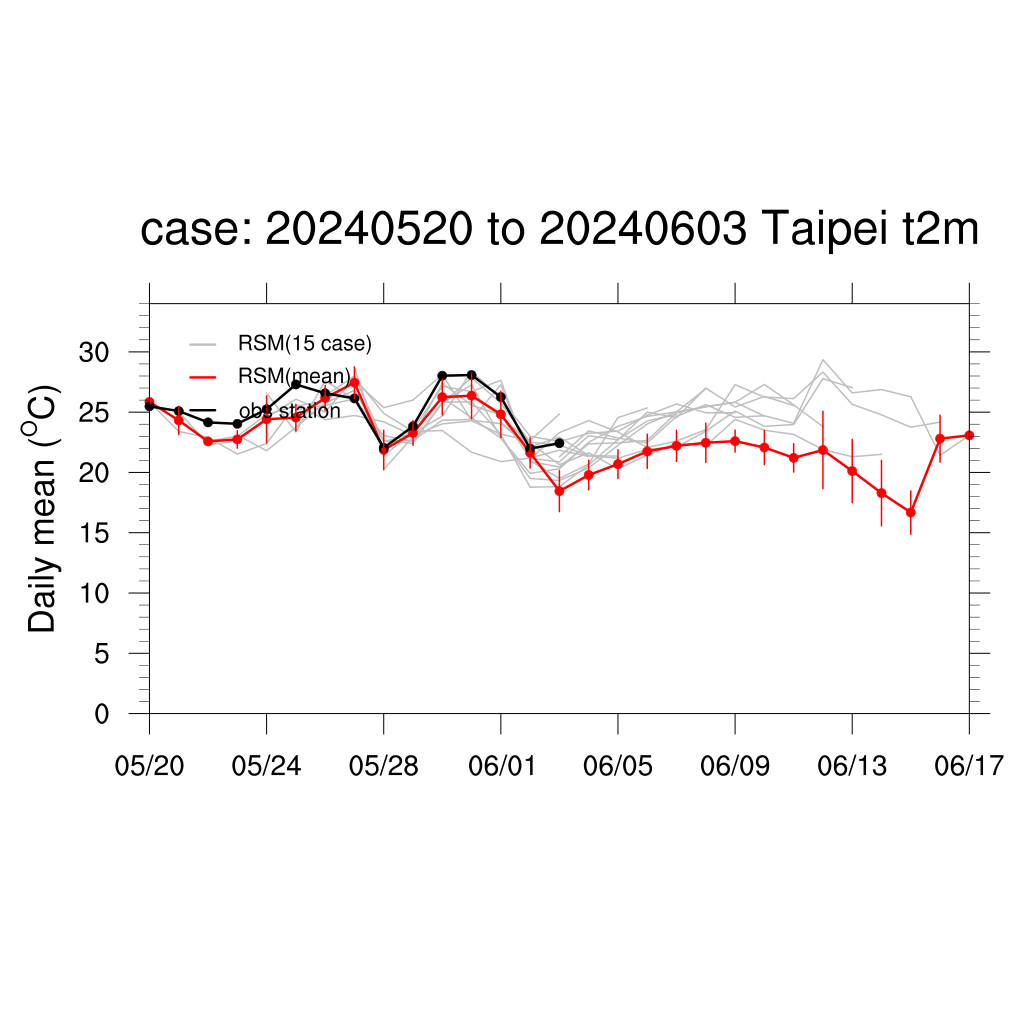 case: 20240520 to 20240603 Taipei t2m
RSM(15 case)
RSM(mean)
obs station
Daily mean (OC)
30
25
20
15
10
5
0
05/20 05/24 05/28 06/01 06/05 06/09 06/13 06/17